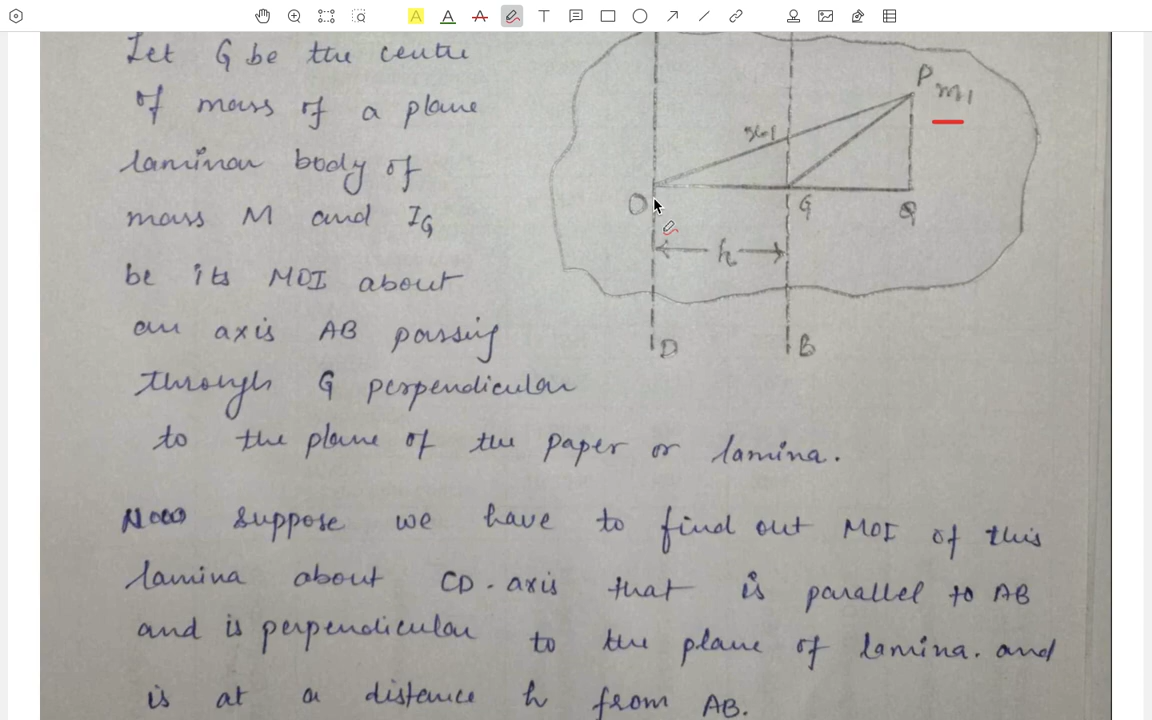 Let G be the centre
of mass of a plane
laminar body of
mass M and I_G
be its MOI about
an axis AB passing
through G perpendicular
to the plane of the paper or lamina.
Now suppose we have to find out MOI of this
lamina about CD-axis that is parallel to AB
and is perpendicular to the plane of lamina. and
is at a distance h from AB.
P m1
O
G
Q
h
D
B
A
T